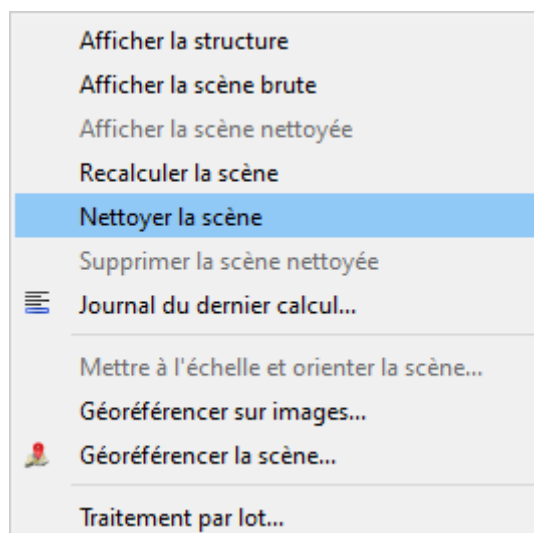 Afficher la structure
Afficher la scène brute
Afficher la scène nettoyée
Recalculer la scène
Nettoyer la scène
Supprimer la scène nettoyée
Journal du dernier calcul...
Mettre à l'échelle et orienter la scène...
Géoréférencer sur images...
Géoréférencer la scène...
Traitement par lot...